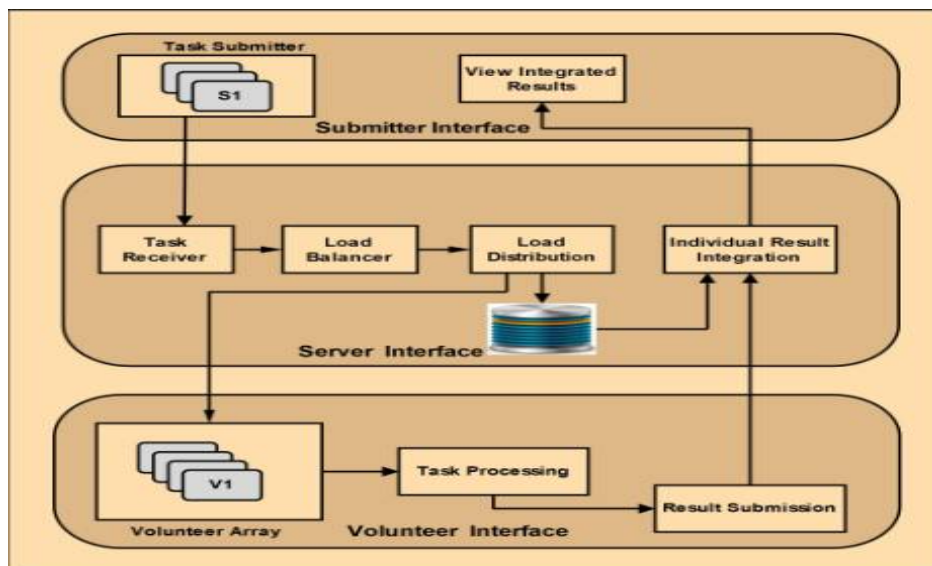 Task Submitter
S1
View Integrated
Results
Submitter Interface
Task
Receiver
Load
Balancer
Load
Distribution
Individual Result
Integration
Server Interface
V1
Task Processing
Result Submission
Volunteer Array
Volunteer Interface